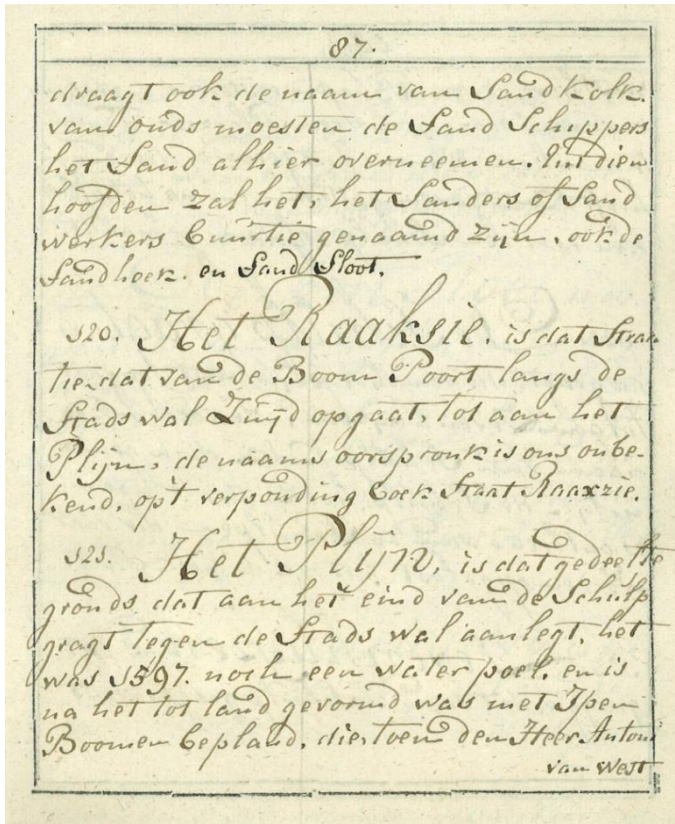 87.
draagt ook de naam van Sandkolk.
van ouds moesten de Sand Schippers
het Sand alhier overneemen. Uit dien
hoofden zal het, het Sanders of Sand
werkers buurtie genaamd zijn, ook de
Sandhoek. en Sand Sloot.
120. Het Raaksie. is dat Straa
tie, dat van de Boom Poort langs de
Stads wal Zuijd opgaat, tot aan het
Plijn, de naams oorspronk is ons onbe-
kend, op't verponding boek staat Raaxzie.
121. Het Plijn, is dat gedeelte
gronds, dat aan het eind van de Schulp
gragt tegen de Stads wal aanlegt, het
was 1597. noch een water poel, en is
na het tot land gevormd was met Ipen
Boomen bepland, die toen den Heer Antoni
van West